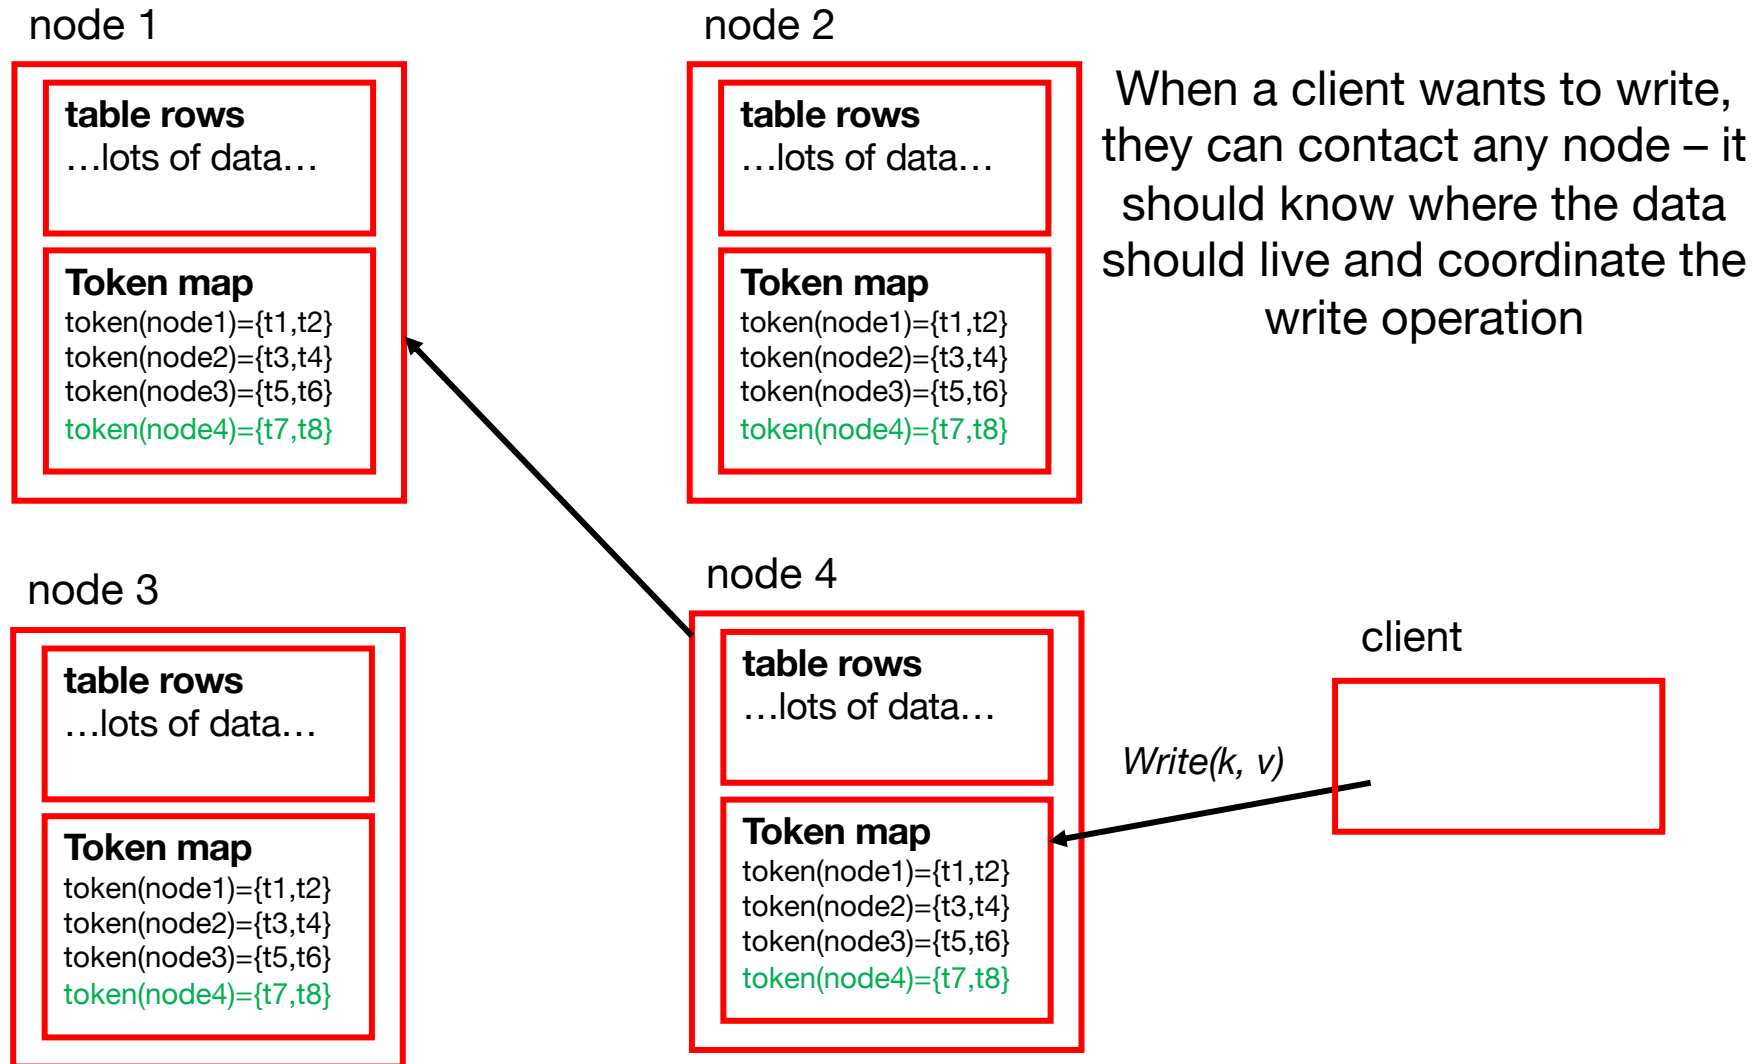 node 1
table rows
…lots of data…
Token map
token(node1)={t1,t2}
token(node2)={t3,t4}
token(node3)={t5,t6}
token(node4)={t7,t8}
node 2
table rows
…lots of data…
Token map
token(node1)={t1,t2}
token(node2)={t3,t4}
token(node3)={t5,t6}
token(node4)={t7,t8}
When a client wants to write,
they can contact any node – it
should know where the data
should live and coordinate the
write operation
node 3
table rows
…lots of data…
Token map
token(node1)={t1,t2}
token(node2)={t3,t4}
token(node3)={t5,t6}
token(node4)={t7,t8}
node 4
table rows
…lots of data…
Token map
token(node1)={t1,t2}
token(node2)={t3,t4}
token(node3)={t5,t6}
token(node4)={t7,t8}
Write(k, v)
client